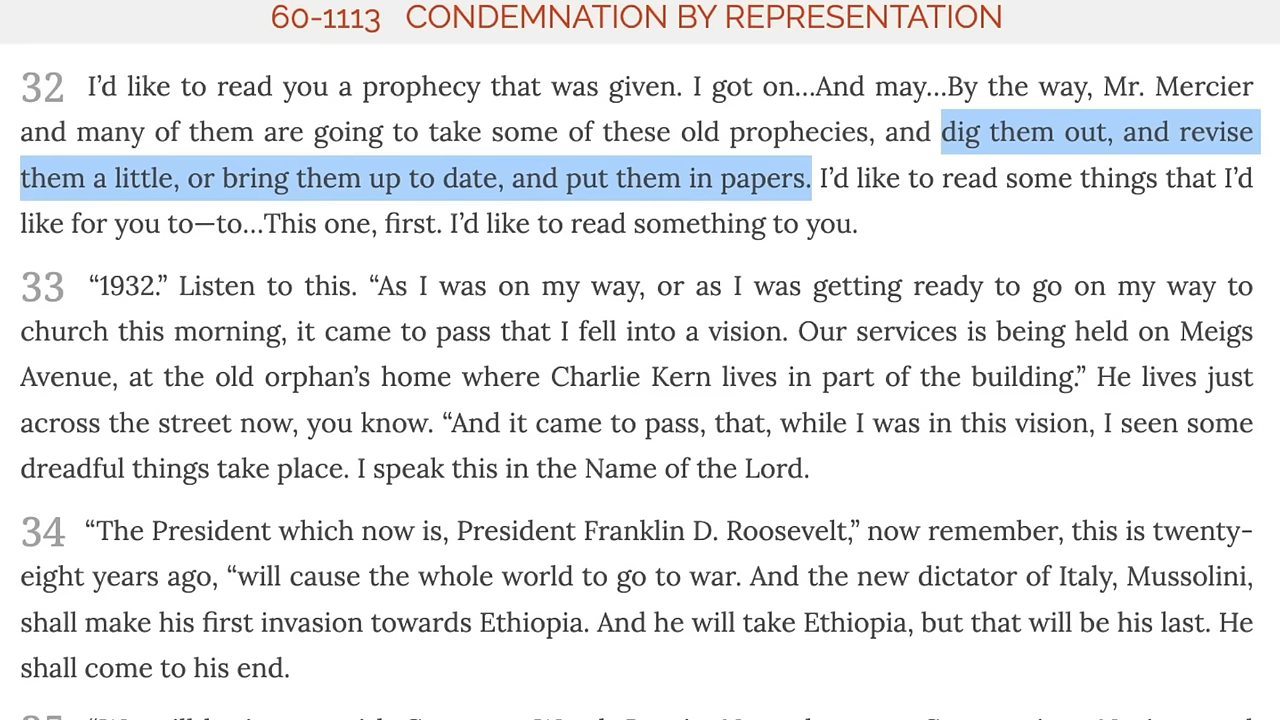 60-1113 CONDEMNATION BY REPRESENTATION
32 I’d like to read you a prophecy that was given. I got on…And may…By the way, Mr. Mercier
and many of them are going to take some of these old prophecies, and dig them out, and revise
them a little, or bring them up to date, and put them in papers. I’d like to read some things that I’d
like for you to—to…This one, first. I’d like to read something to you.
33 “1932.” Listen to this. “As I was on my way, or as I was getting ready to go on my way to
church this morning, it came to pass that I fell into a vision. Our services is being held on Meigs
Avenue, at the old orphan’s home where Charlie Kern lives in part of the building.” He lives just
across the street now, you know. “And it came to pass, that, while I was in this vision, I seen some
dreadful things take place. I speak this in the Name of the Lord.
34 “The President which now is, President Franklin D. Roosevelt,” now remember, this is twenty-
eight years ago, “will cause the whole world to go to war. And the new dictator of Italy, Mussolini,
shall make his first invasion towards Ethiopia. And he will take Ethiopia, but that will be his last. He
shall come to his end.